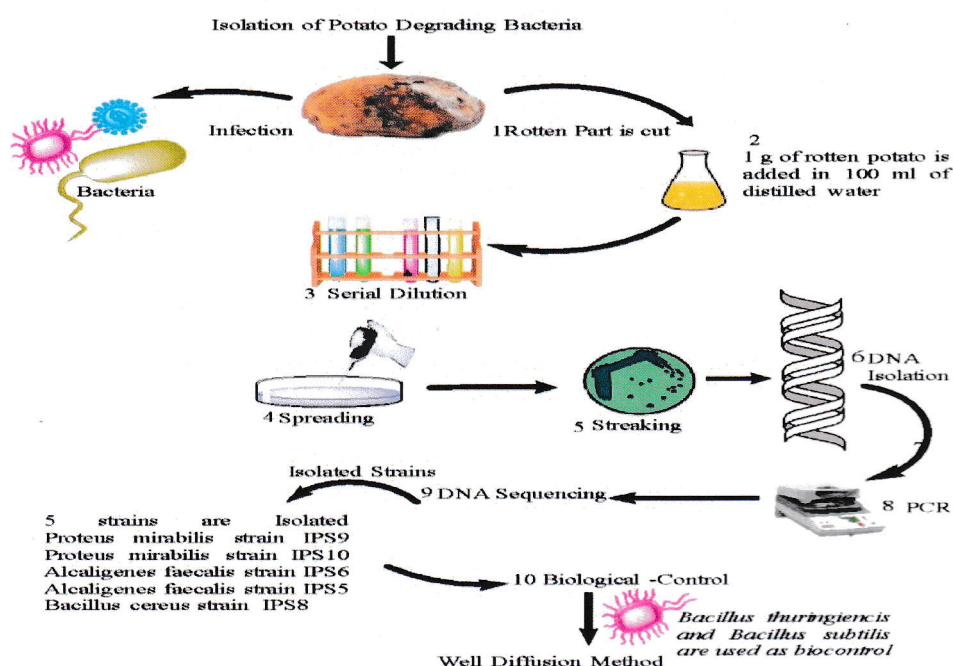 Isolation of Potato Degrading Bacteria
Infection
1Rotten Part is cut
2
1 g of rotten potato is
added in 100 ml of
distilled water
Bacteria
3 Serial Dilution
4 Spreading
5 Streaking
6 DNA
Isolation
7
8 PCR
9 DNA Sequencing
Isolated Strains
5 strains are Isolated
Proteus mirabilis strain IPS9
Proteus mirabilis strain IPS10
Alcaligenes faecalis strain IPS6
Alcaligenes faecalis strain IPS5
Bacillus cereus strain IPS8
10 Biological -Control
Bacillus thuringiencis
and Bacillus subtilis
are used as biocontrol
Well Diffusion Method